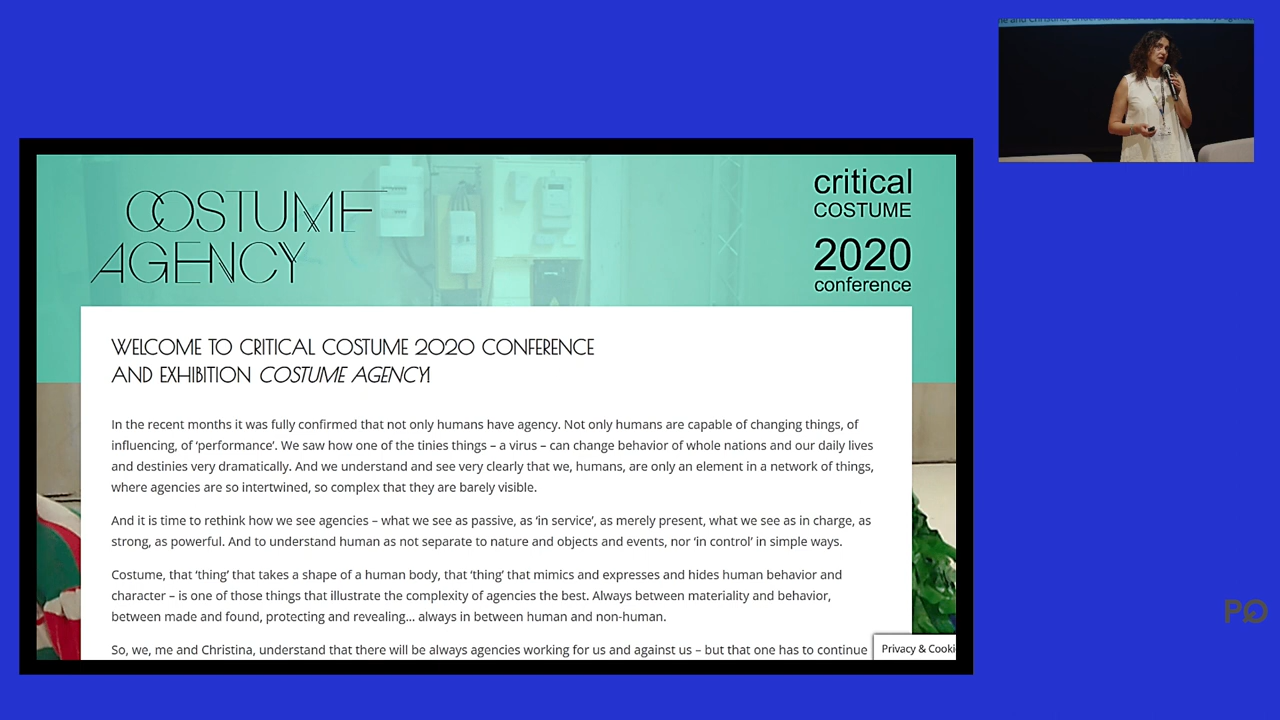 COSTUME
AGENCY
critical
COSTUME
2020
conference
WELCOME TO CRITICAL COSTUME 2020 CONFERENCE
AND EXHIBITION COSTUME AGENCY!
In the recent months it was fully confirmed that not only humans have agency. Not only humans are capable of changing things, of
influencing, of ‘performance’. We saw how one of the tinies things – a virus – can change behavior of whole nations and our daily lives
and destinies very dramatically. And we understand and see very clearly that we, humans, are only an element in a network of things,
where agencies are so intertwined, so complex that they are barely visible.
And it is time to rethink how we see agencies – what we see as passive, as ‘in service’, as merely present, what we see as in charge, as
strong, as powerful. And to understand human as not separate to nature and objects and events, nor ‘in control’ in simple ways.
Costume, that ‘thing’ that takes a shape of a human body, that ‘thing’ that mimics and expresses and hides human behavior and
character – is one of those things that illustrate the complexity of agencies the best. Always between materiality and behavior,
between made and found, protecting and revealing... always in between human and non-human.
So, we, me and Christina, understand that there will be always agencies working for us and against us – but that one has to continue
Privacy & Cooki
PQ